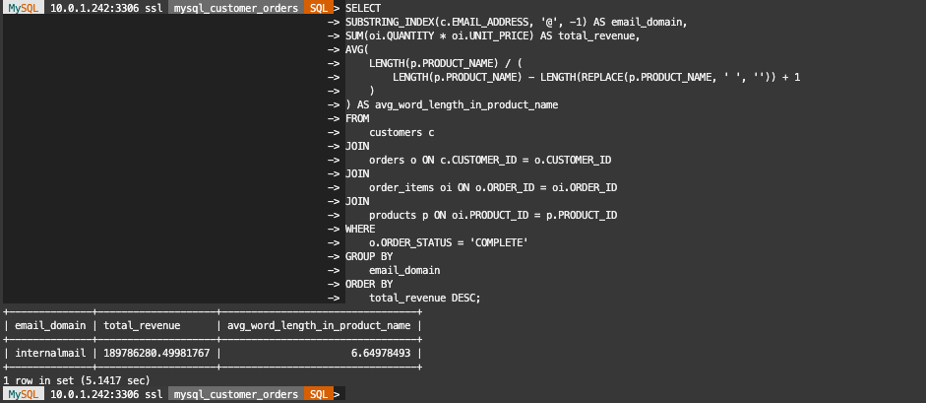 MySQL 10.0.1.242:3306 ssl mysql_customer_orders SQL > SELECT
-> SUBSTRING_INDEX(c.EMAIL_ADDRESS, '@', -1) AS email_domain,
-> SUM(oi.QUANTITY * oi.UNIT_PRICE) AS total_revenue,
-> AVG(
-> LENGTH(p.PRODUCT_NAME) / (
-> LENGTH(p.PRODUCT_NAME) - LENGTH(REPLACE(p.PRODUCT_NAME, ' ', '')) + 1
-> )
-> ) AS avg_word_length_in_product_name
-> FROM
-> customers c
-> JOIN
-> orders o ON c.CUSTOMER_ID = o.CUSTOMER_ID
-> JOIN
-> order_items oi ON o.ORDER_ID = oi.ORDER_ID
-> JOIN
-> products p ON oi.PRODUCT_ID = p.PRODUCT_ID
-> WHERE
-> o.ORDER_STATUS = 'COMPLETE'
-> GROUP BY
-> email_domain
-> ORDER BY
-> total_revenue DESC;
+--------------+--------------------+---------------------------------+
| email_domain | total_revenue | avg_word_length_in_product_name |
+--------------+--------------------+---------------------------------+
| internalmail | 189786280.49981767 | 6.64978493 |
+--------------+--------------------+---------------------------------+
1 row in set (5.1417 sec)
MySQL 10.0.1.242:3306 ssl mysql_customer_orders SQL >